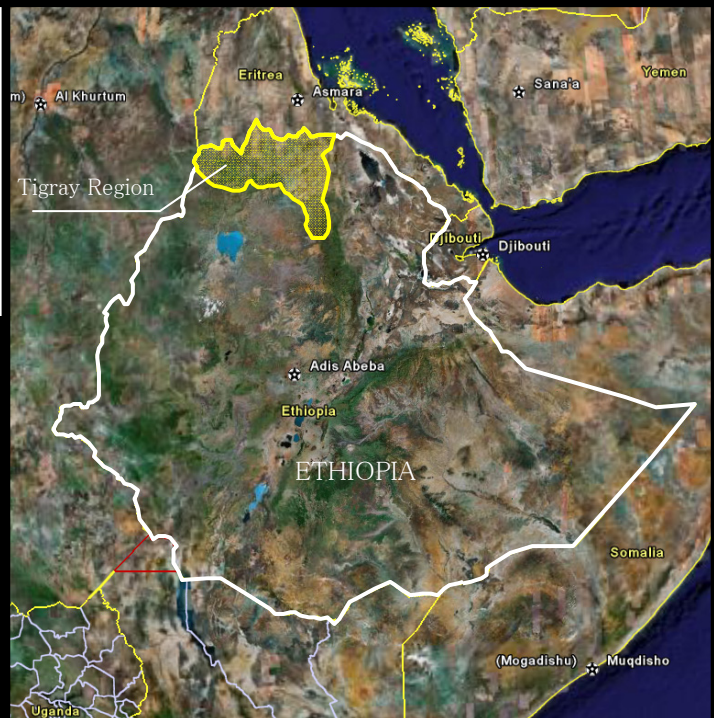 Eritrea
Yemen
m) Al Khurtum
Asmara
Sana'a
Tigray Region
Djibouti
Djibouti
Adis Abeba
Ethiopia
ETHIOPIA
Somalia
(Mogadishu) Muqdisho
Uganda